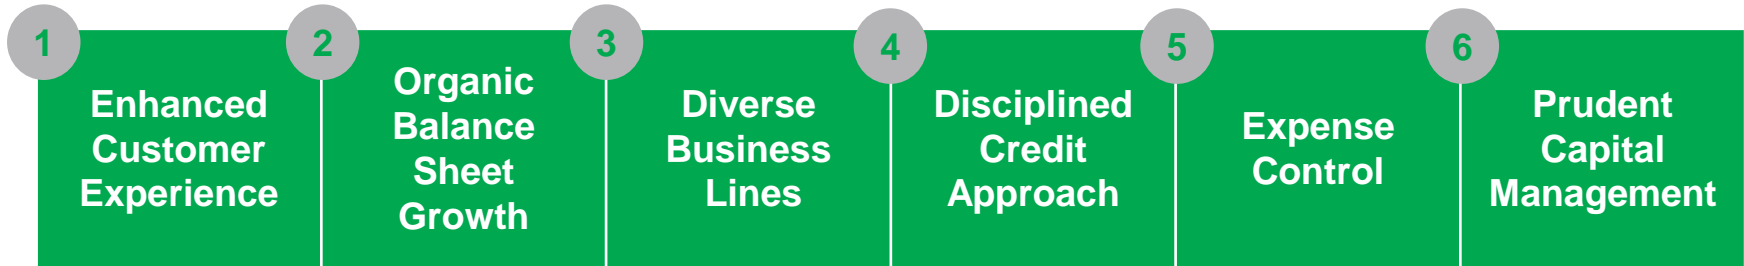 1
Enhanced
Customer
Experience
2
Organic
Balance
Sheet
Growth
3
Diverse
Business
Lines
4
Disciplined
Credit
Approach
5
Expense
Control
6
Prudent
Capital
Management